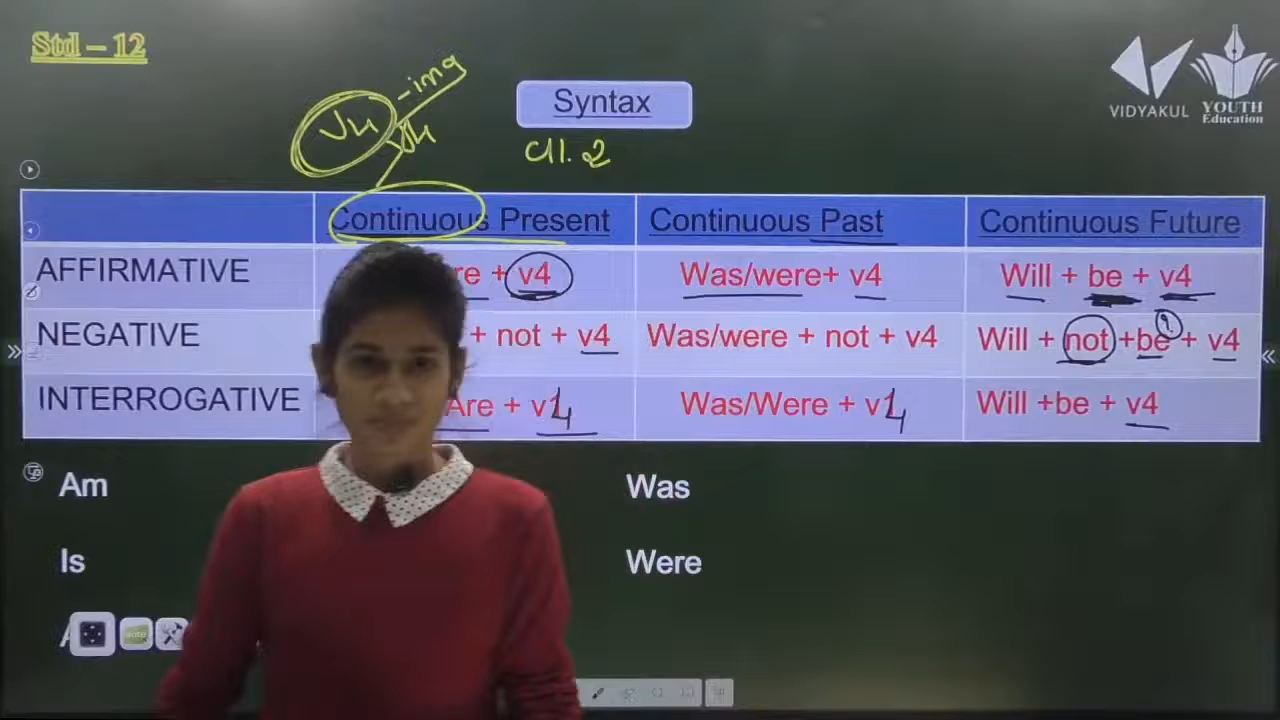 Std – 12
-ing
V4
V4
Syntax
CH. 2
VIDYAKUL
YOUTH
Education
Continuous Present
Continuous Past
Continuous Future
AFFIRMATIVE
re + v4
Was/were+ v4
Will + be + v4
NEGATIVE
+ not + v4
Was/were + not + v4
Will + not +be + v4
INTERROGATIVE
Are + v4
Was/Were + v4
Will +be + v4
Am
Was
Is
Were